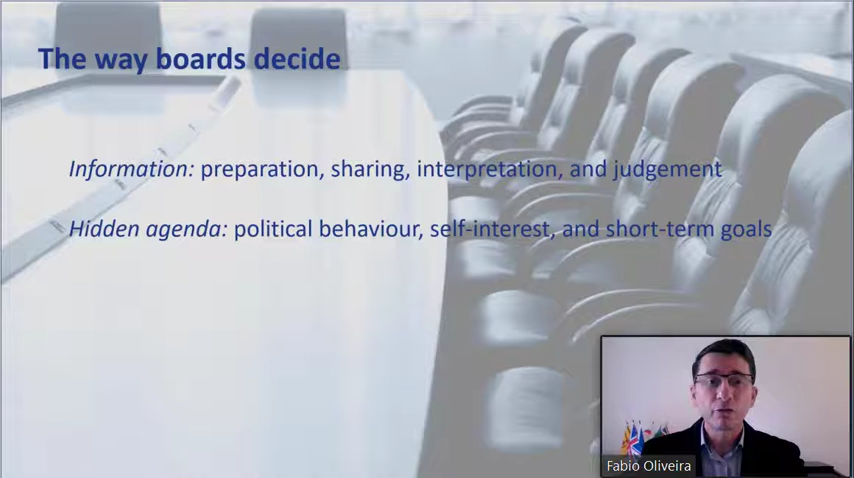 The way boards decide
Information: preparation, sharing, interpretation, and judgement
Hidden agenda: political behaviour, self-interest, and short-term goals
Fabio Oliveira